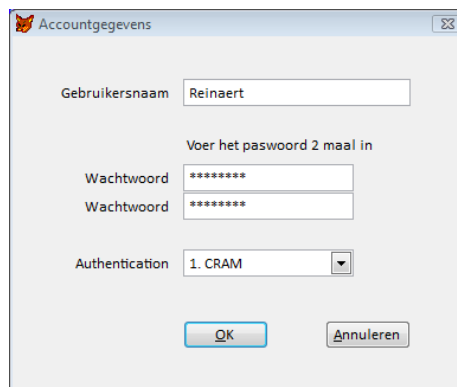 Accountgegevens
Gebruikersnaam Reinaert
Voer het paswoord 2 maal in
Wachtwoord ********
Wachtwoord ********
Authentication 1. CRAM
OK Annuleren